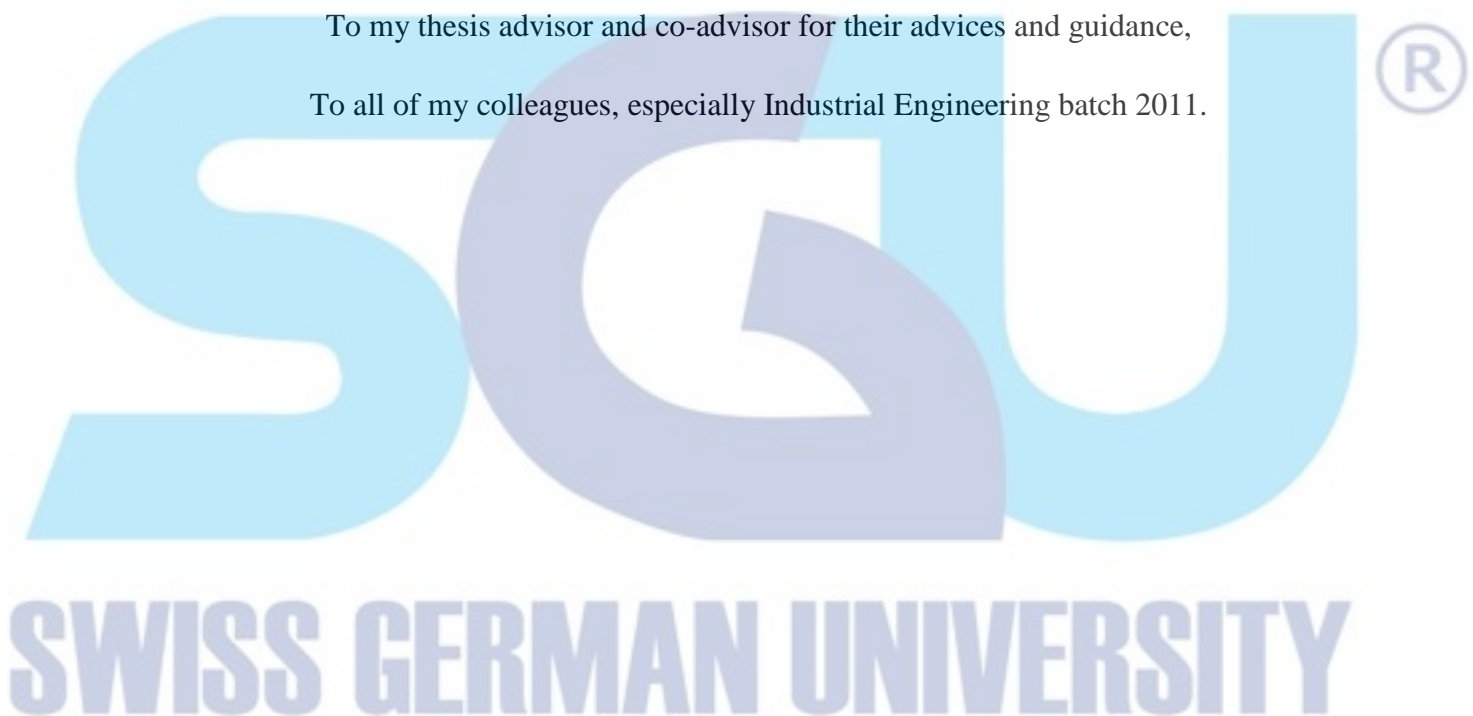 To my thesis advisor and co-advisor for their advices and guidance,
To all of my colleagues, especially Industrial Engineering batch 2011.
SGU ®
SWISS GERMAN UNIVERSITY